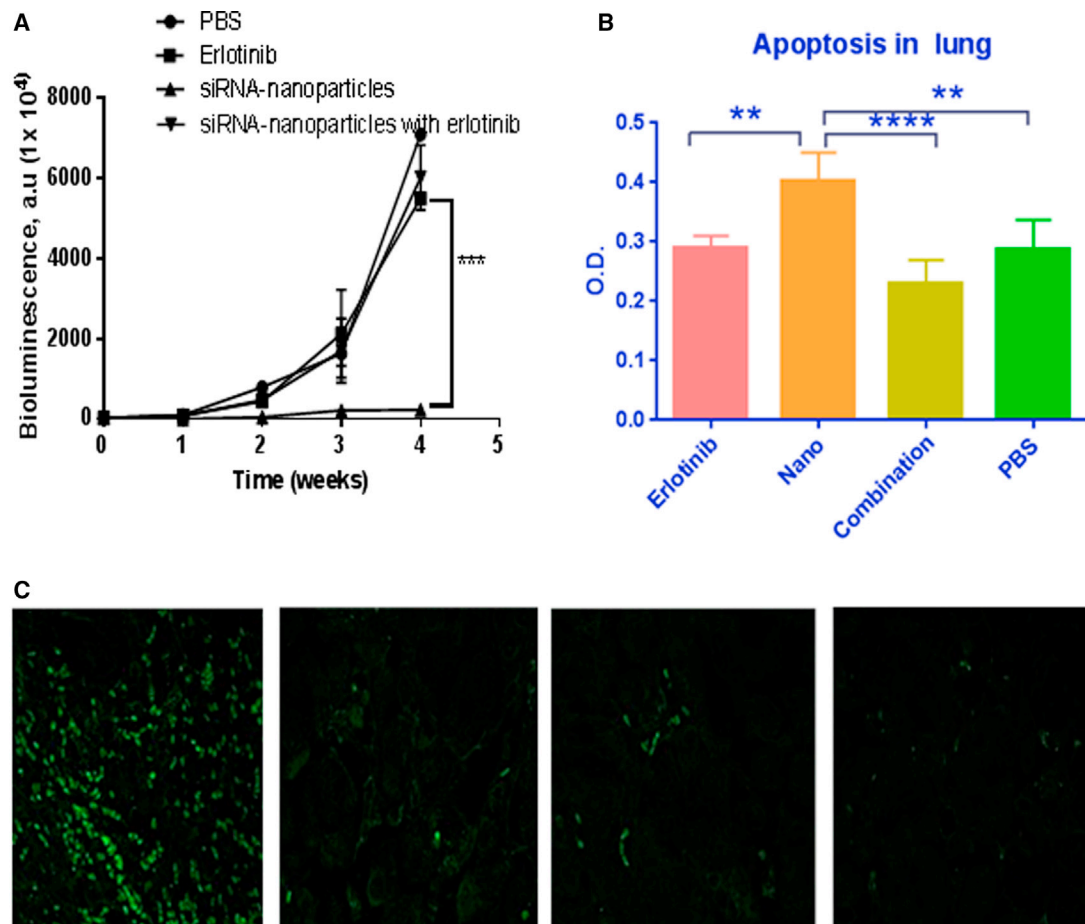 A
PBS
Erlotinib
siRNA-nanoparticles
siRNA-nanoparticles with erlotinib
Bioluminescence, a.u (1 x 10⁴)
8000
6000
4000
2000
0
***
0 1 2 3 4 5
Time (weeks)
B
Apoptosis in lung
**
**
****
O.D.
0.5
0.4
0.3
0.2
0.1
0.0
Erlotinib
Nano
Combination
PBS
C